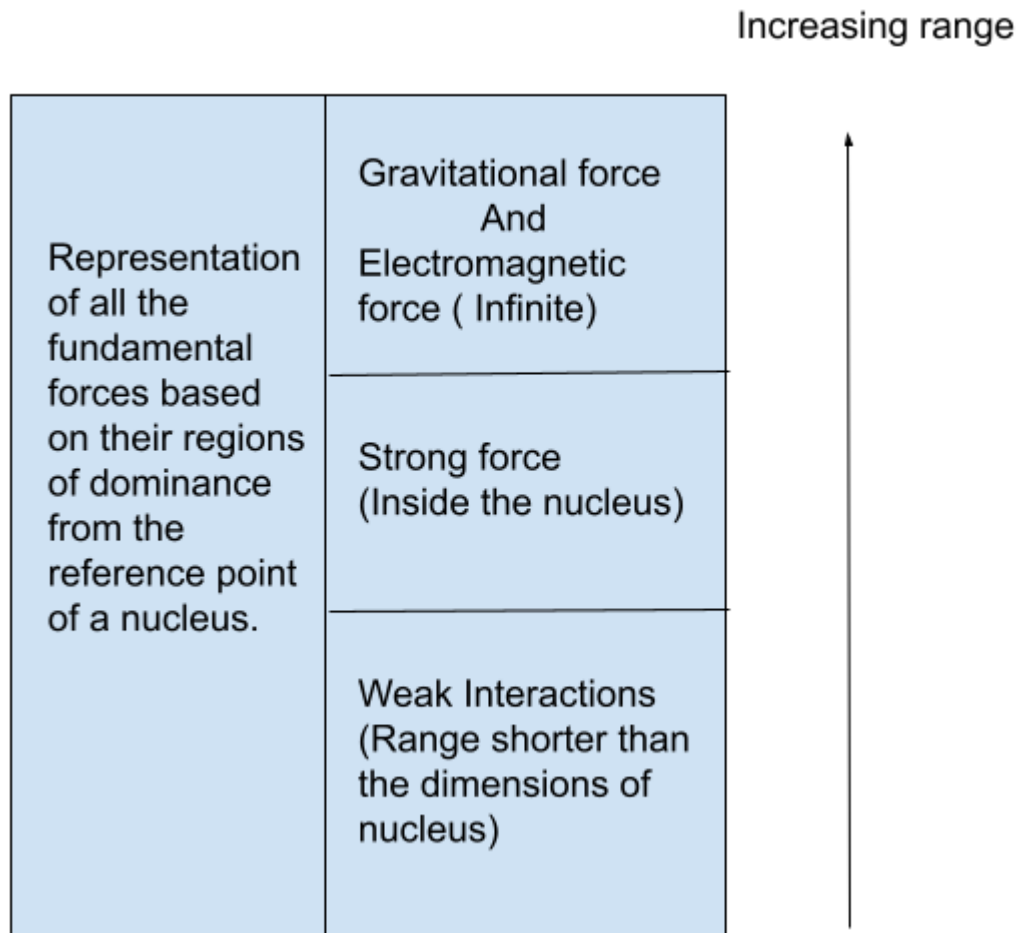 Increasing range
Representation
of all the
fundamental
forces based
on their regions
of dominance
from the
reference point
of a nucleus.
Gravitational force
And
Electromagnetic
force ( Infinite)
Strong force
(Inside the nucleus)
Weak Interactions
(Range shorter than
the dimensions of
nucleus)